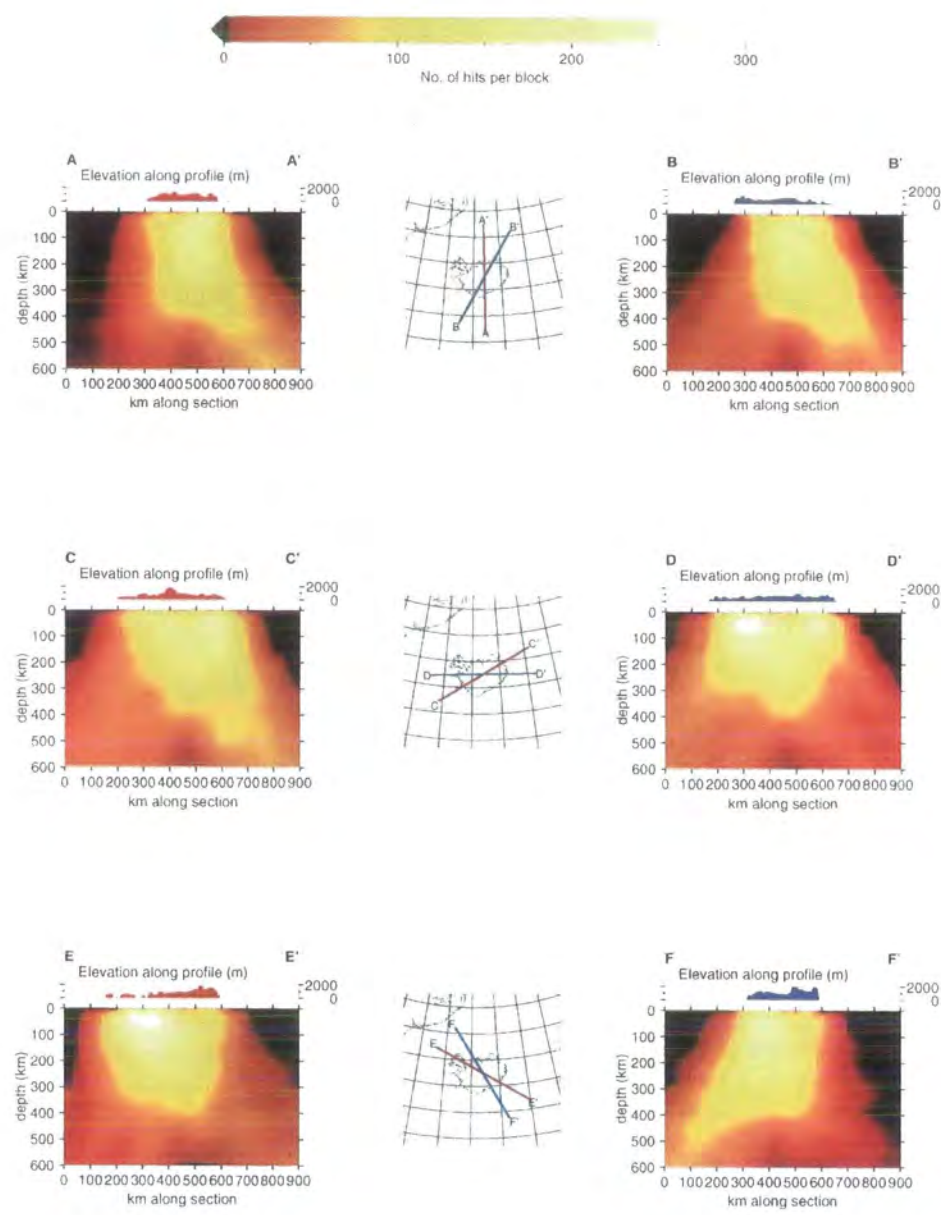 0 100 200 300
No. of hits per block
A A'
Elevation along profile (m)
2000
0
0
100
200
300
400
500
600
depth (km)
0 100 200 300 400 500 600 700 800 900
km along section
A'
B'
B
A
B B'
Elevation along profile (m)
2000
0
0
100
200
300
400
500
600
depth (km)
0 100 200 300 400 500 600 700 800 900
km along section
C C'
Elevation along profile (m)
2000
0
0
100
200
300
400
500
600
depth (km)
0 100 200 300 400 500 600 700 800 900
km along section
C'
D D'
C
D D'
Elevation along profile (m)
2000
0
0
100
200
300
400
500
600
depth (km)
0 100 200 300 400 500 600 700 800 900
km along section
E E'
Elevation along profile (m)
2000
0
0
100
200
300
400
500
600
depth (km)
0 100 200 300 400 500 600 700 800 900
km along section
F
E
E'
F'
F F'
Elevation along profile (m)
2000
0
0
100
200
300
400
500
600
depth (km)
0 100 200 300 400 500 600 700 800 900
km along section